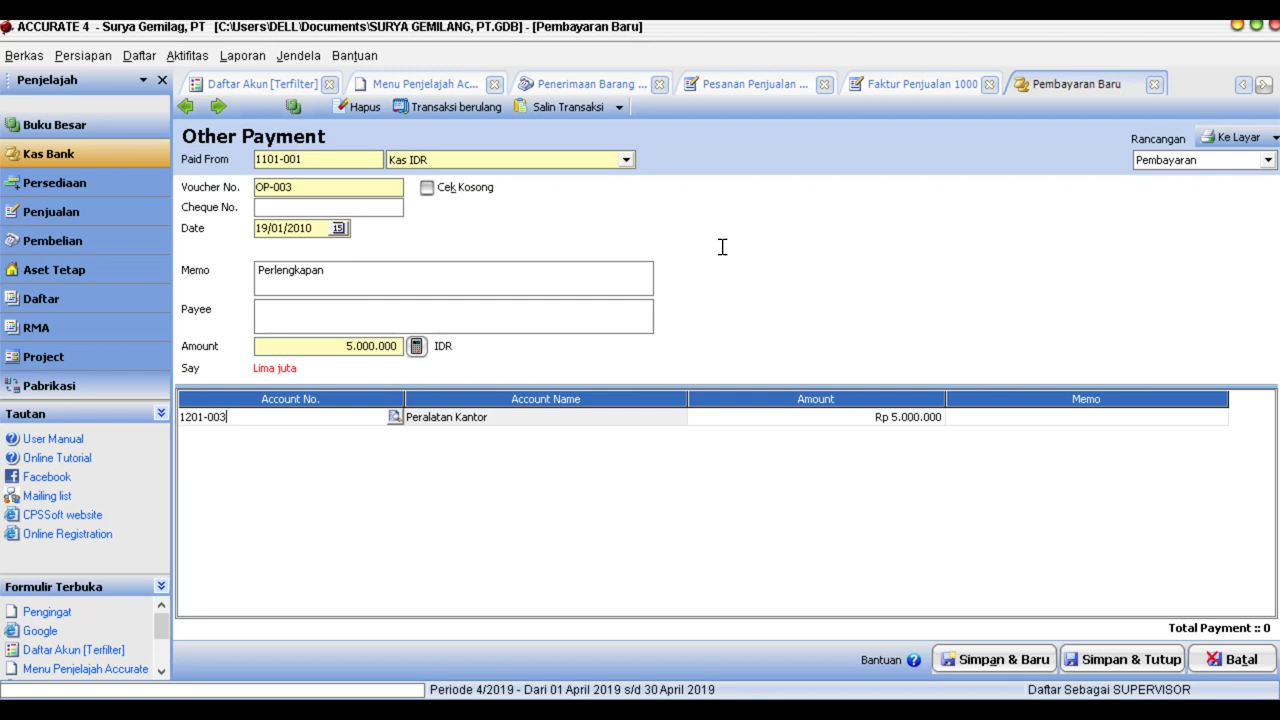 ACCURATE 4 - Surya Gemilag, PT [C:\Users\DELL\Documents\SURYA GEMILANG, PT.GDB] - [Pembayaran Baru]
Berkas Persiapan Daftar Aktifitas Laporan Jendela Bantuan
Penjelajah
Daftar Akun [Terfilter]
Menu Penjelajah Ac...
Penerimaan Barang ...
Pesanan Penjualan ...
Faktur Penjualan 1000
Pembayaran Baru
Hapus Transaksi berulang Salin Transaksi
Buku Besar
Kas Bank
Persediaan
Penjualan
Pembelian
Aset Tetap
Daftar
RMA
Project
Pabrikasi
Tautan
User Manual
Online Tutorial
Facebook
Mailing list
CPSSoft website
Online Registration
Formulir Terbuka
Pengingat
Google
Daftar Akun [Terfilter]
Menu Penjelajah Accurate
Other Payment
Rancangan Ke Layar
Pembayaran
Paid From 1101-001 Kas IDR
Voucher No. OP-003 Cek Kosong
Cheque No.
Date 19/01/2010 15
Memo Perlengkapan
Payee
Amount 5.000.000 IDR
Say Lima juta
Account No. Account Name Amount Memo
1201-003 Peralatan Kantor Rp 5.000.000
Total Payment :: 0
Bantuan ? Simpan & Baru Simpan & Tutup Batal
Periode 4/2019 - Dari 01 April 2019 s/d 30 April 2019 Daftar Sebagai SUPERVISOR